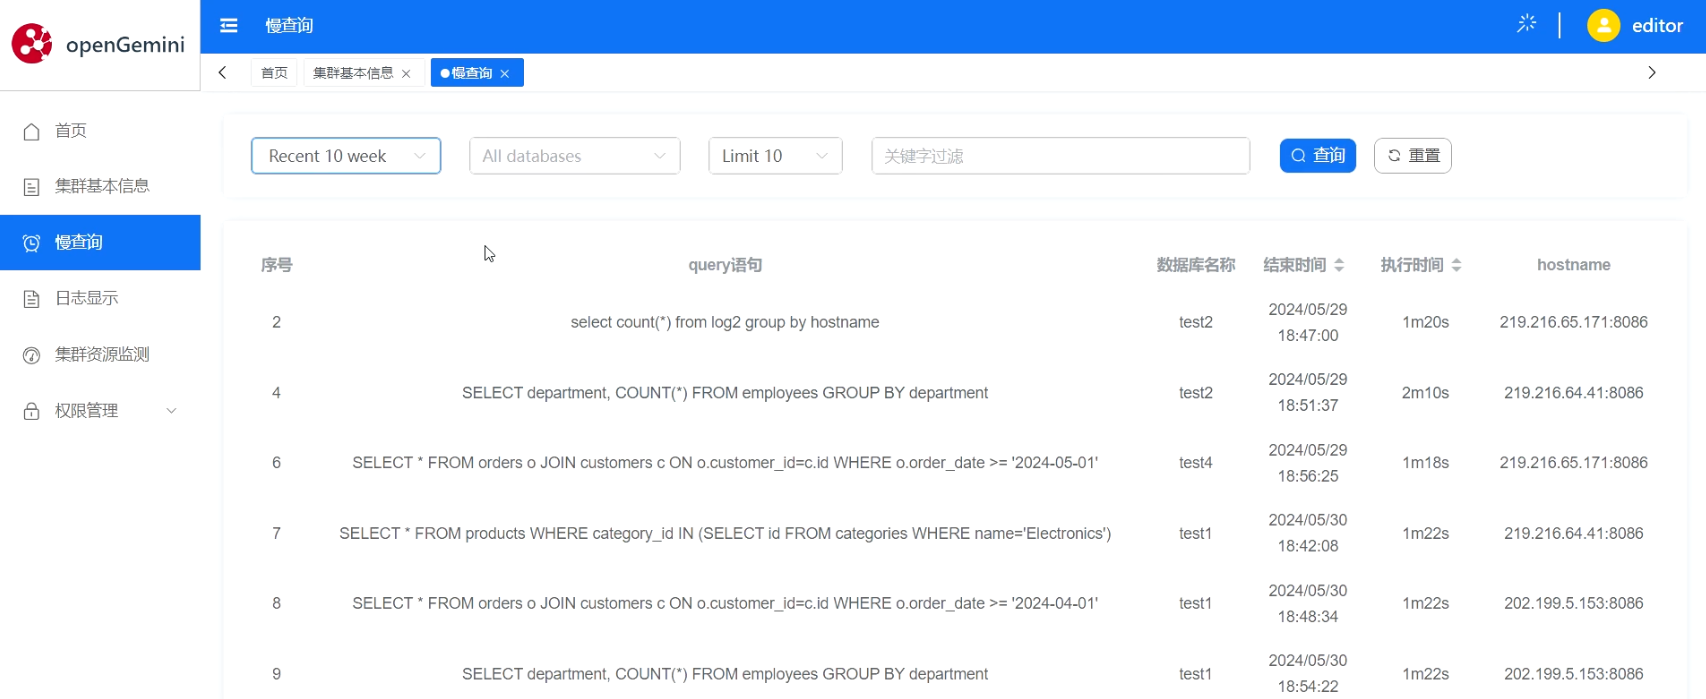 openGemini
慢查询
editor
首页
集群基本信息
慢查询
首页
集群基本信息
慢查询
日志显示
集群资源监测
权限管理
Recent 10 week
All databases
Limit 10
关键字过滤
查询
重置
序号 query语句 数据库名称 结束时间 执行时间 hostname
2 select count(*) from log2 group by hostname test2 2024/05/29 18:47:00 1m20s 219.216.65.171:8086
4 SELECT department, COUNT(*) FROM employees GROUP BY department test2 2024/05/29 18:51:37 2m10s 219.216.64.41:8086
6 SELECT * FROM orders o JOIN customers c ON o.customer_id=c.id WHERE o.order_date >= '2024-05-01' test4 2024/05/29 18:56:25 1m18s 219.216.65.171:8086
7 SELECT * FROM products WHERE category_id IN (SELECT id FROM categories WHERE name='Electronics') test1 2024/05/30 18:42:08 1m22s 219.216.64.41:8086
8 SELECT * FROM orders o JOIN customers c ON o.customer_id=c.id WHERE o.order_date >= '2024-04-01' test1 2024/05/30 18:48:34 1m22s 202.199.5.153:8086
9 SELECT department, COUNT(*) FROM employees GROUP BY department test1 2024/05/30 18:54:22 1m22s 202.199.5.153:8086